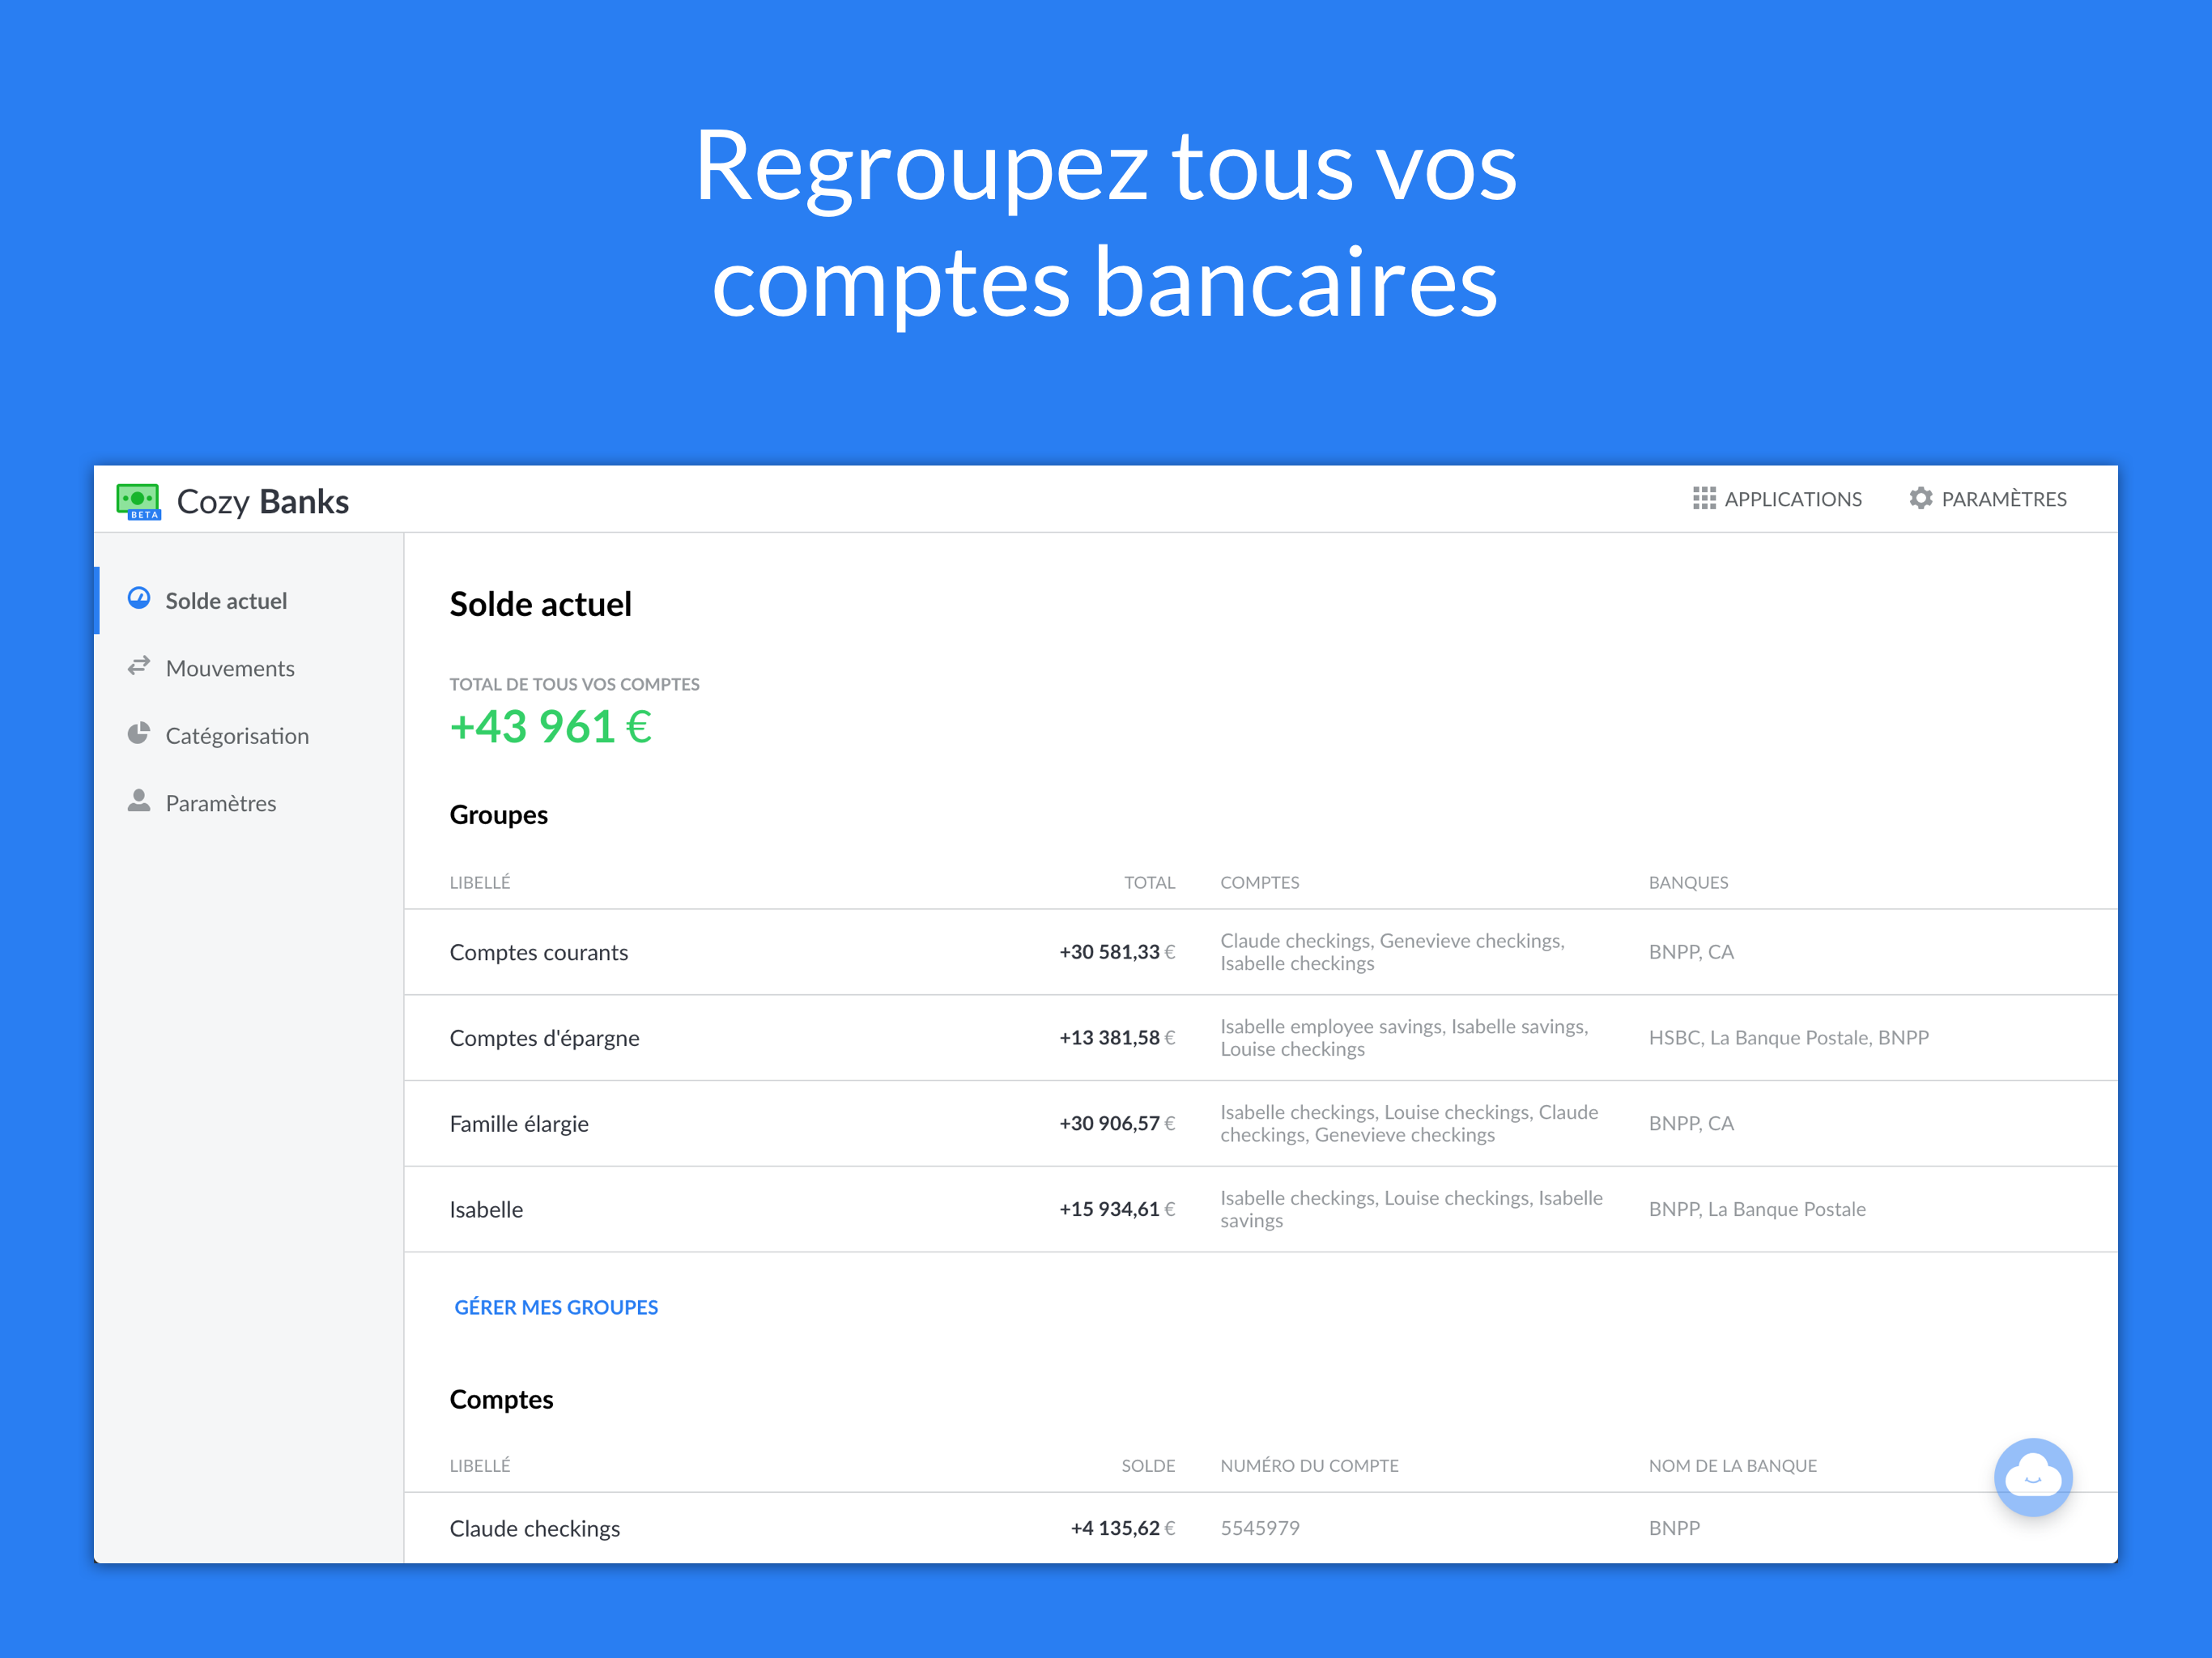 Regroupez tous vos
comptes bancaires
BETA
Cozy Banks
APPLICATIONS
PARAMÈTRES
Solde actuel
Mouvements
Catégorisation
Paramètres
Solde actuel
TOTAL DE TOUS VOS COMPTES
+43 961 €
Groupes
LIBELLÉ TOTAL COMPTES BANQUES
Comptes courants +30 581,33 € Claude checkings, Genevieve checkings,
Isabelle checkings BNPP, CA
Comptes d'épargne +13 381,58 € Isabelle employee savings, Isabelle savings,
Louise checkings HSBC, La Banque Postale, BNPP
Famille élargie +30 906,57 € Isabelle checkings, Louise checkings, Claude
checkings, Genevieve checkings BNPP, CA
Isabelle +15 934,61 € Isabelle checkings, Louise checkings, Isabelle
savings BNPP, La Banque Postale
GÉRER MES GROUPES
Comptes
LIBELLÉ SOLDE NUMÉRO DU COMPTE NOM DE LA BANQUE
Claude checkings +4 135,62 € 5545979 BNPP